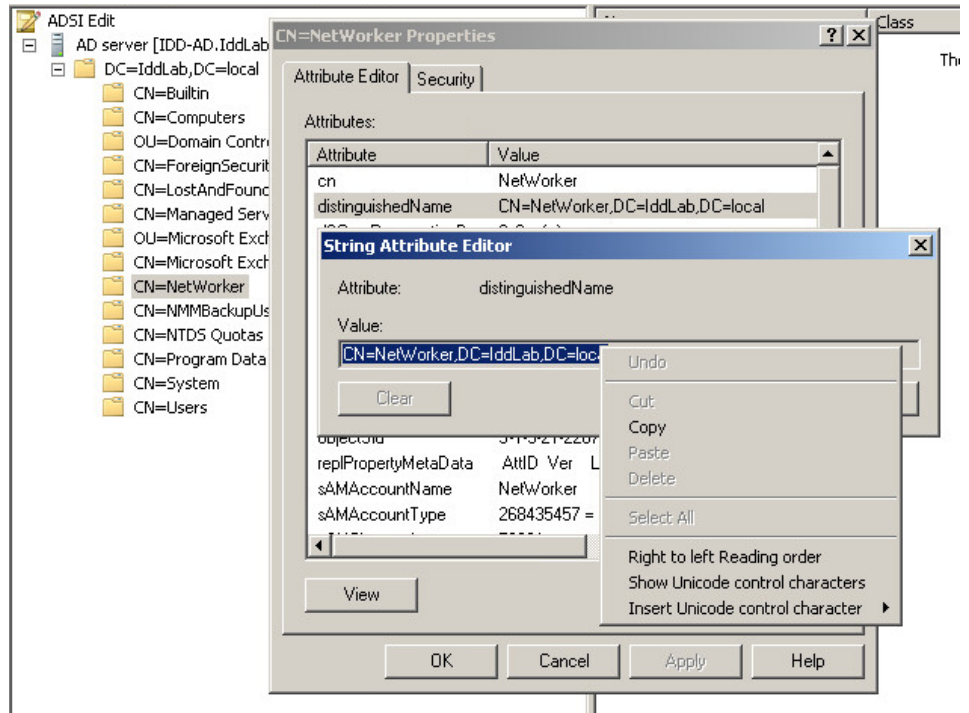 ADSI Edit
AD server [IDD-AD.IddLab
DC=IddLab,DC=local
CN=Builtin
CN=Computers
OU=Domain Contr
CN=ForeignSecurit
CN=LostAndFound
CN=Managed Serv
OU=Microsoft Exch
CN=Microsoft Exch
CN=NetWorker
CN=NMMBackupUs
CN=NTDS Quotas
CN=Program Data
CN=System
CN=Users
Class
The
CN=NetWorker Properties
Attribute Editor Security
Attributes:
Attribute Value
cn NetWorker
distinguishedName CN=NetWorker,DC=IddLab,DC=local
String Attribute Editor
Attribute: distinguishedName
Value:
CN=NetWorker,DC=IddLab,DC=loca
Clear
Undo
Cut
Copy
Paste
Delete
Select All
Right to left Reading order
Show Unicode control characters
Insert Unicode control character
objectSid
replPropertyMetaData AttID Ver L
sAMAccountName NetWorker
sAMAccountType 268435457 =
View
OK Cancel Apply Help